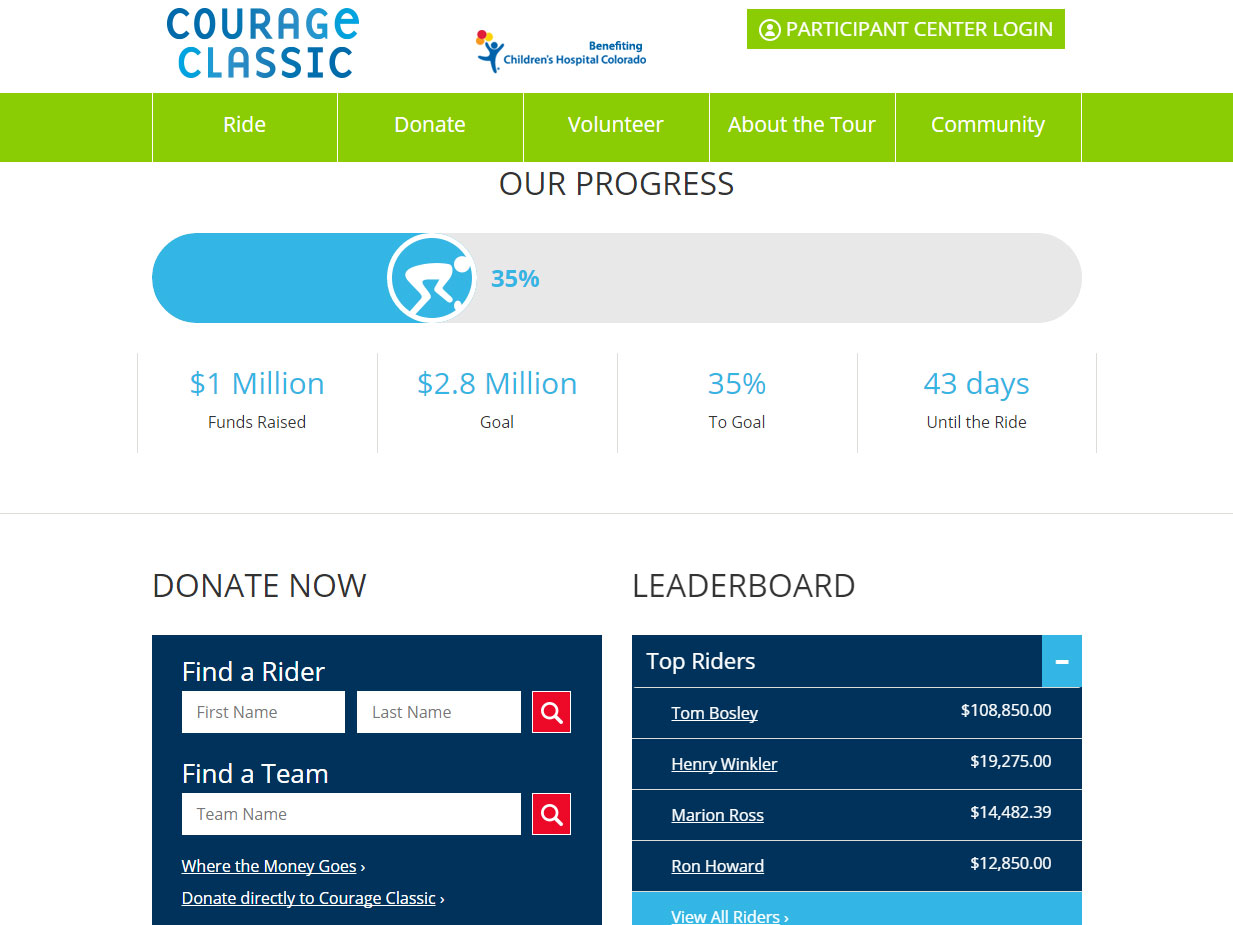 COURAGE
CLASSIC
Benefiting
Children's Hospital Colorado
PARTICIPANT CENTER LOGIN
Ride
Donate
Volunteer
About the Tour
Community
OUR PROGRESS
35%
$1 Million
Funds Raised
$2.8 Million
Goal
35%
To Goal
43 days
Until the Ride
DONATE NOW
Find a Rider
First Name
Last Name
Find a Team
Team Name
Where the Money Goes ›
Donate directly to Courage Classic ›
LEADERBOARD
Top Riders
Tom Bosley $108,850.00
Henry Winkler $19,275.00
Marion Ross $14,482.39
Ron Howard $12,850.00
View All Riders ›